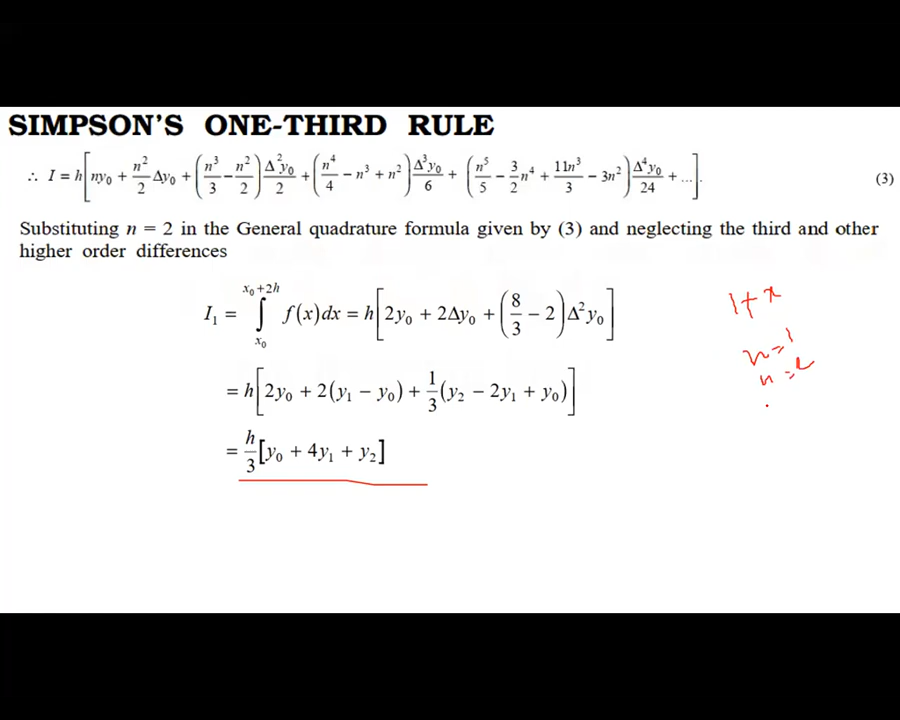 SIMPSON'S ONE-THIRD RULE
∴ I = h[ny₀ + n²/2 Δy₀ + (n³/3 − n²/2) Δ²y₀/2 + (n⁴/4 − n³ + n²) Δ³y₀/6 + (n⁵/5 − 3/2 n⁴ + 11n³/3 − 3n²) Δ⁴y₀/24 + ...]. (3)
Substituting n = 2 in the General quadrature formula given by (3) and neglecting the third and other
higher order differences
I₁ = ∫_{x₀}^{x₀+2h} f(x)dx = h[2y₀ + 2Δy₀ + (8/3 − 2)Δ²y₀]
1+x
n=1
n=2
= h[2y₀ + 2(y₁ − y₀) + 1/3(y₂ − 2y₁ + y₀)]
= h/3[y₀ + 4y₁ + y₂]